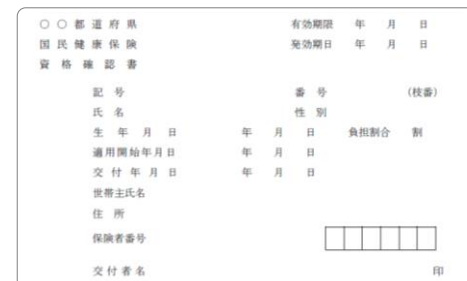 ○○都道府県 有効期限 年 月 日
国民健康保険 発効期日 年 月 日
資格確認書
記号 番号 (枝番)
氏名 性別
生年月日 年 月 日 負担割合 割
適用開始年月日 年 月 日
交付年月日 年 月 日
世帯主氏名
住所
保険者番号
交付者名 印